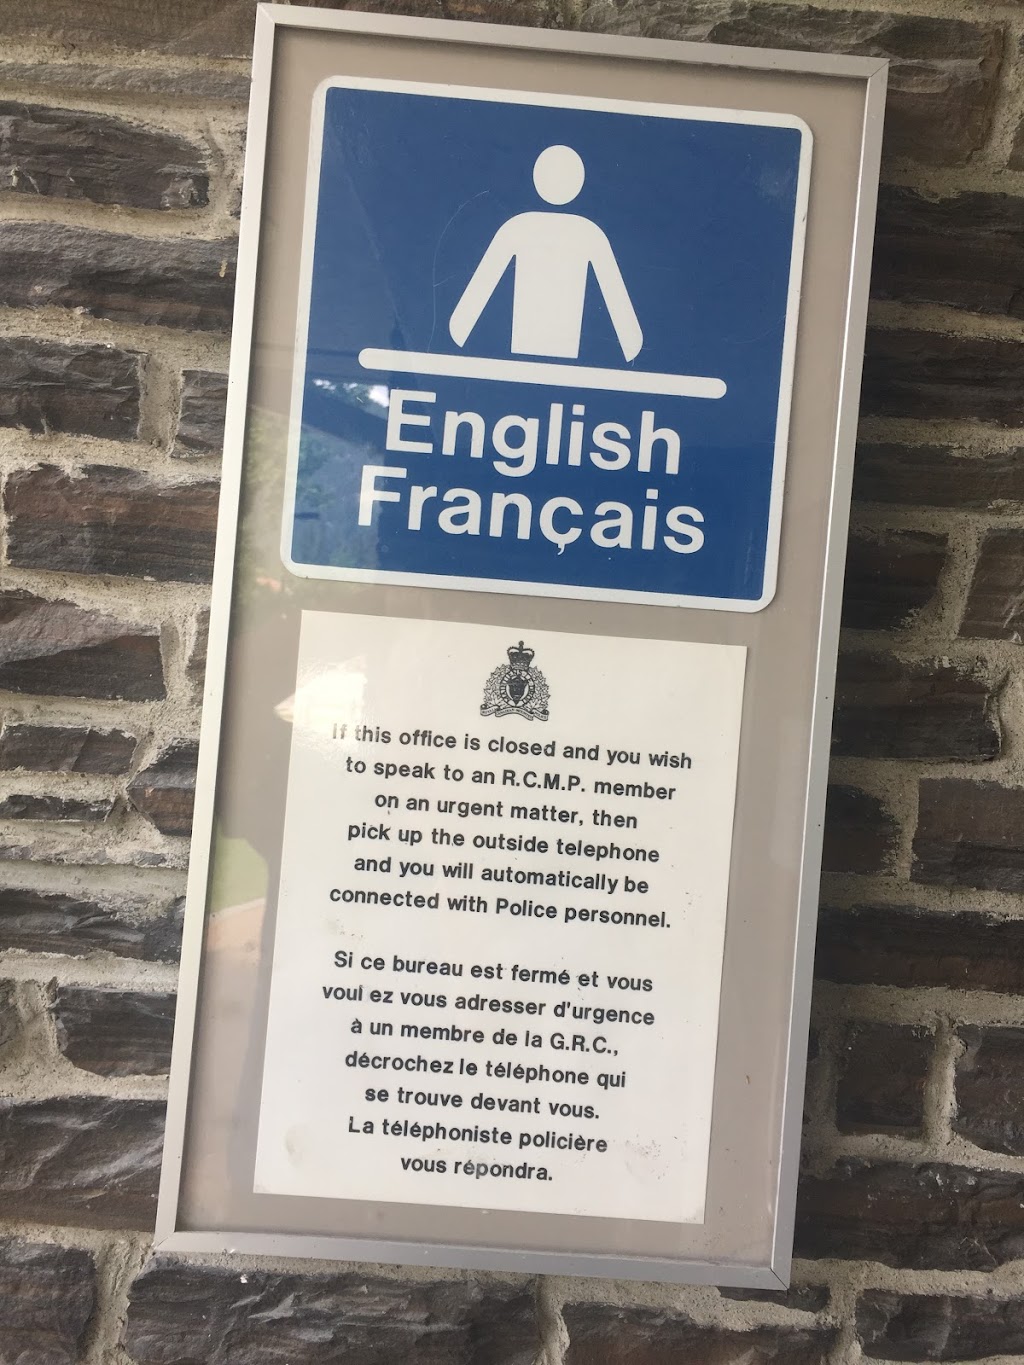 English
Français
If this office is closed and you wish
to speak to an R.C.M.P. member
on an urgent matter, then
pick up the outside telephone
and you will automatically be
connected with Police personnel.
Si ce bureau est fermé et vous
voul ez vous adresser d'urgence
à un membre de la G.R.C.,
décrochez le téléphone qui
se trouve devant vous.
La téléphoniste policière
vous répondra.